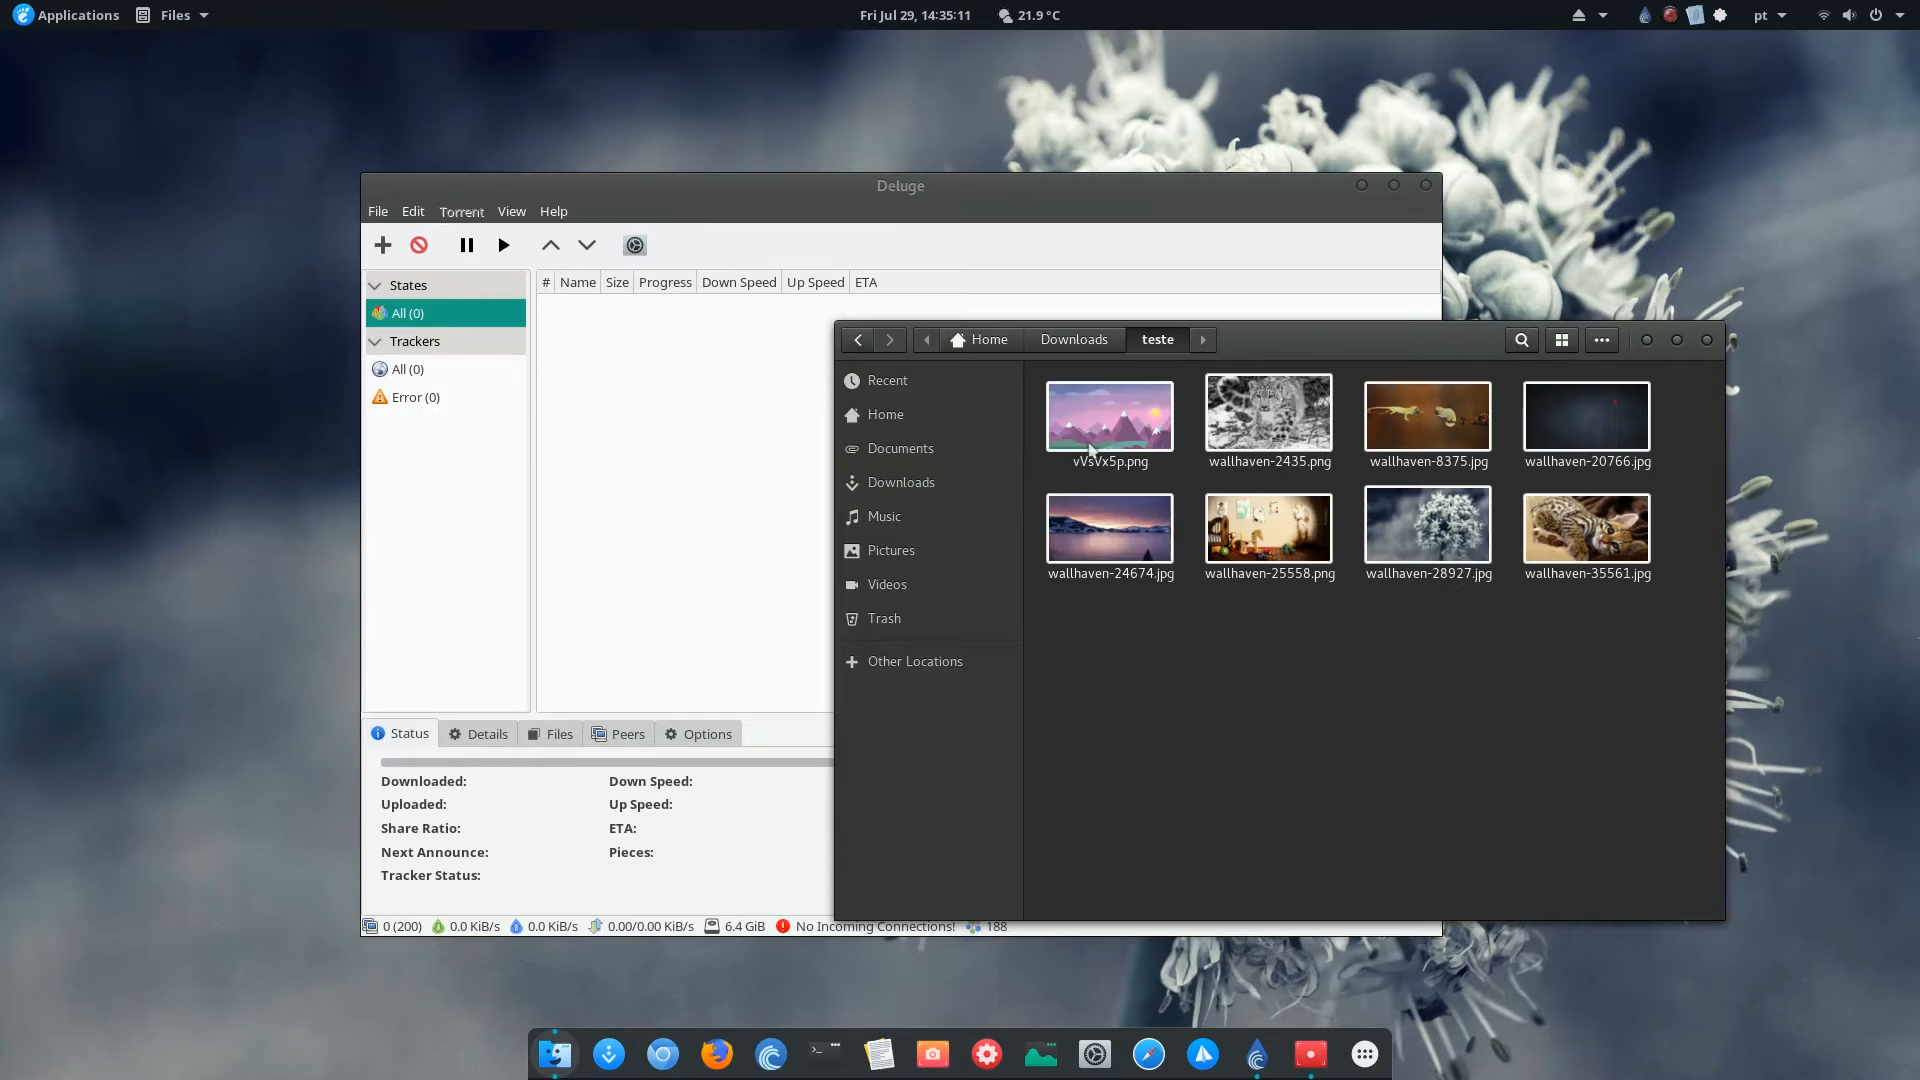 Applications Files Fri Jul 29, 14:35:11 21.9 °C pt
Deluge
File Edit Torrent View Help
States
All (0)
Trackers
All (0)
Error (0)
# Name Size Progress Down Speed Up Speed ETA
Status Details Files Peers Options
Downloaded: Down Speed:
Uploaded: Up Speed:
Share Ratio: ETA:
Next Announce: Pieces:
Tracker Status:
0 (200) 0.0 KiB/s 0.0 KiB/s 0.00/0.00 KiB/s 6.4 GiB No Incoming Connections! 188
Home Downloads teste
Recent
Home
Documents
Downloads
Music
Pictures
Videos
Trash
Other Locations
vVsVx5p.png wallhaven-2435.png wallhaven-8375.jpg wallhaven-20766.jpg
wallhaven-24674.jpg wallhaven-25558.png wallhaven-28927.jpg wallhaven-35561.jpg